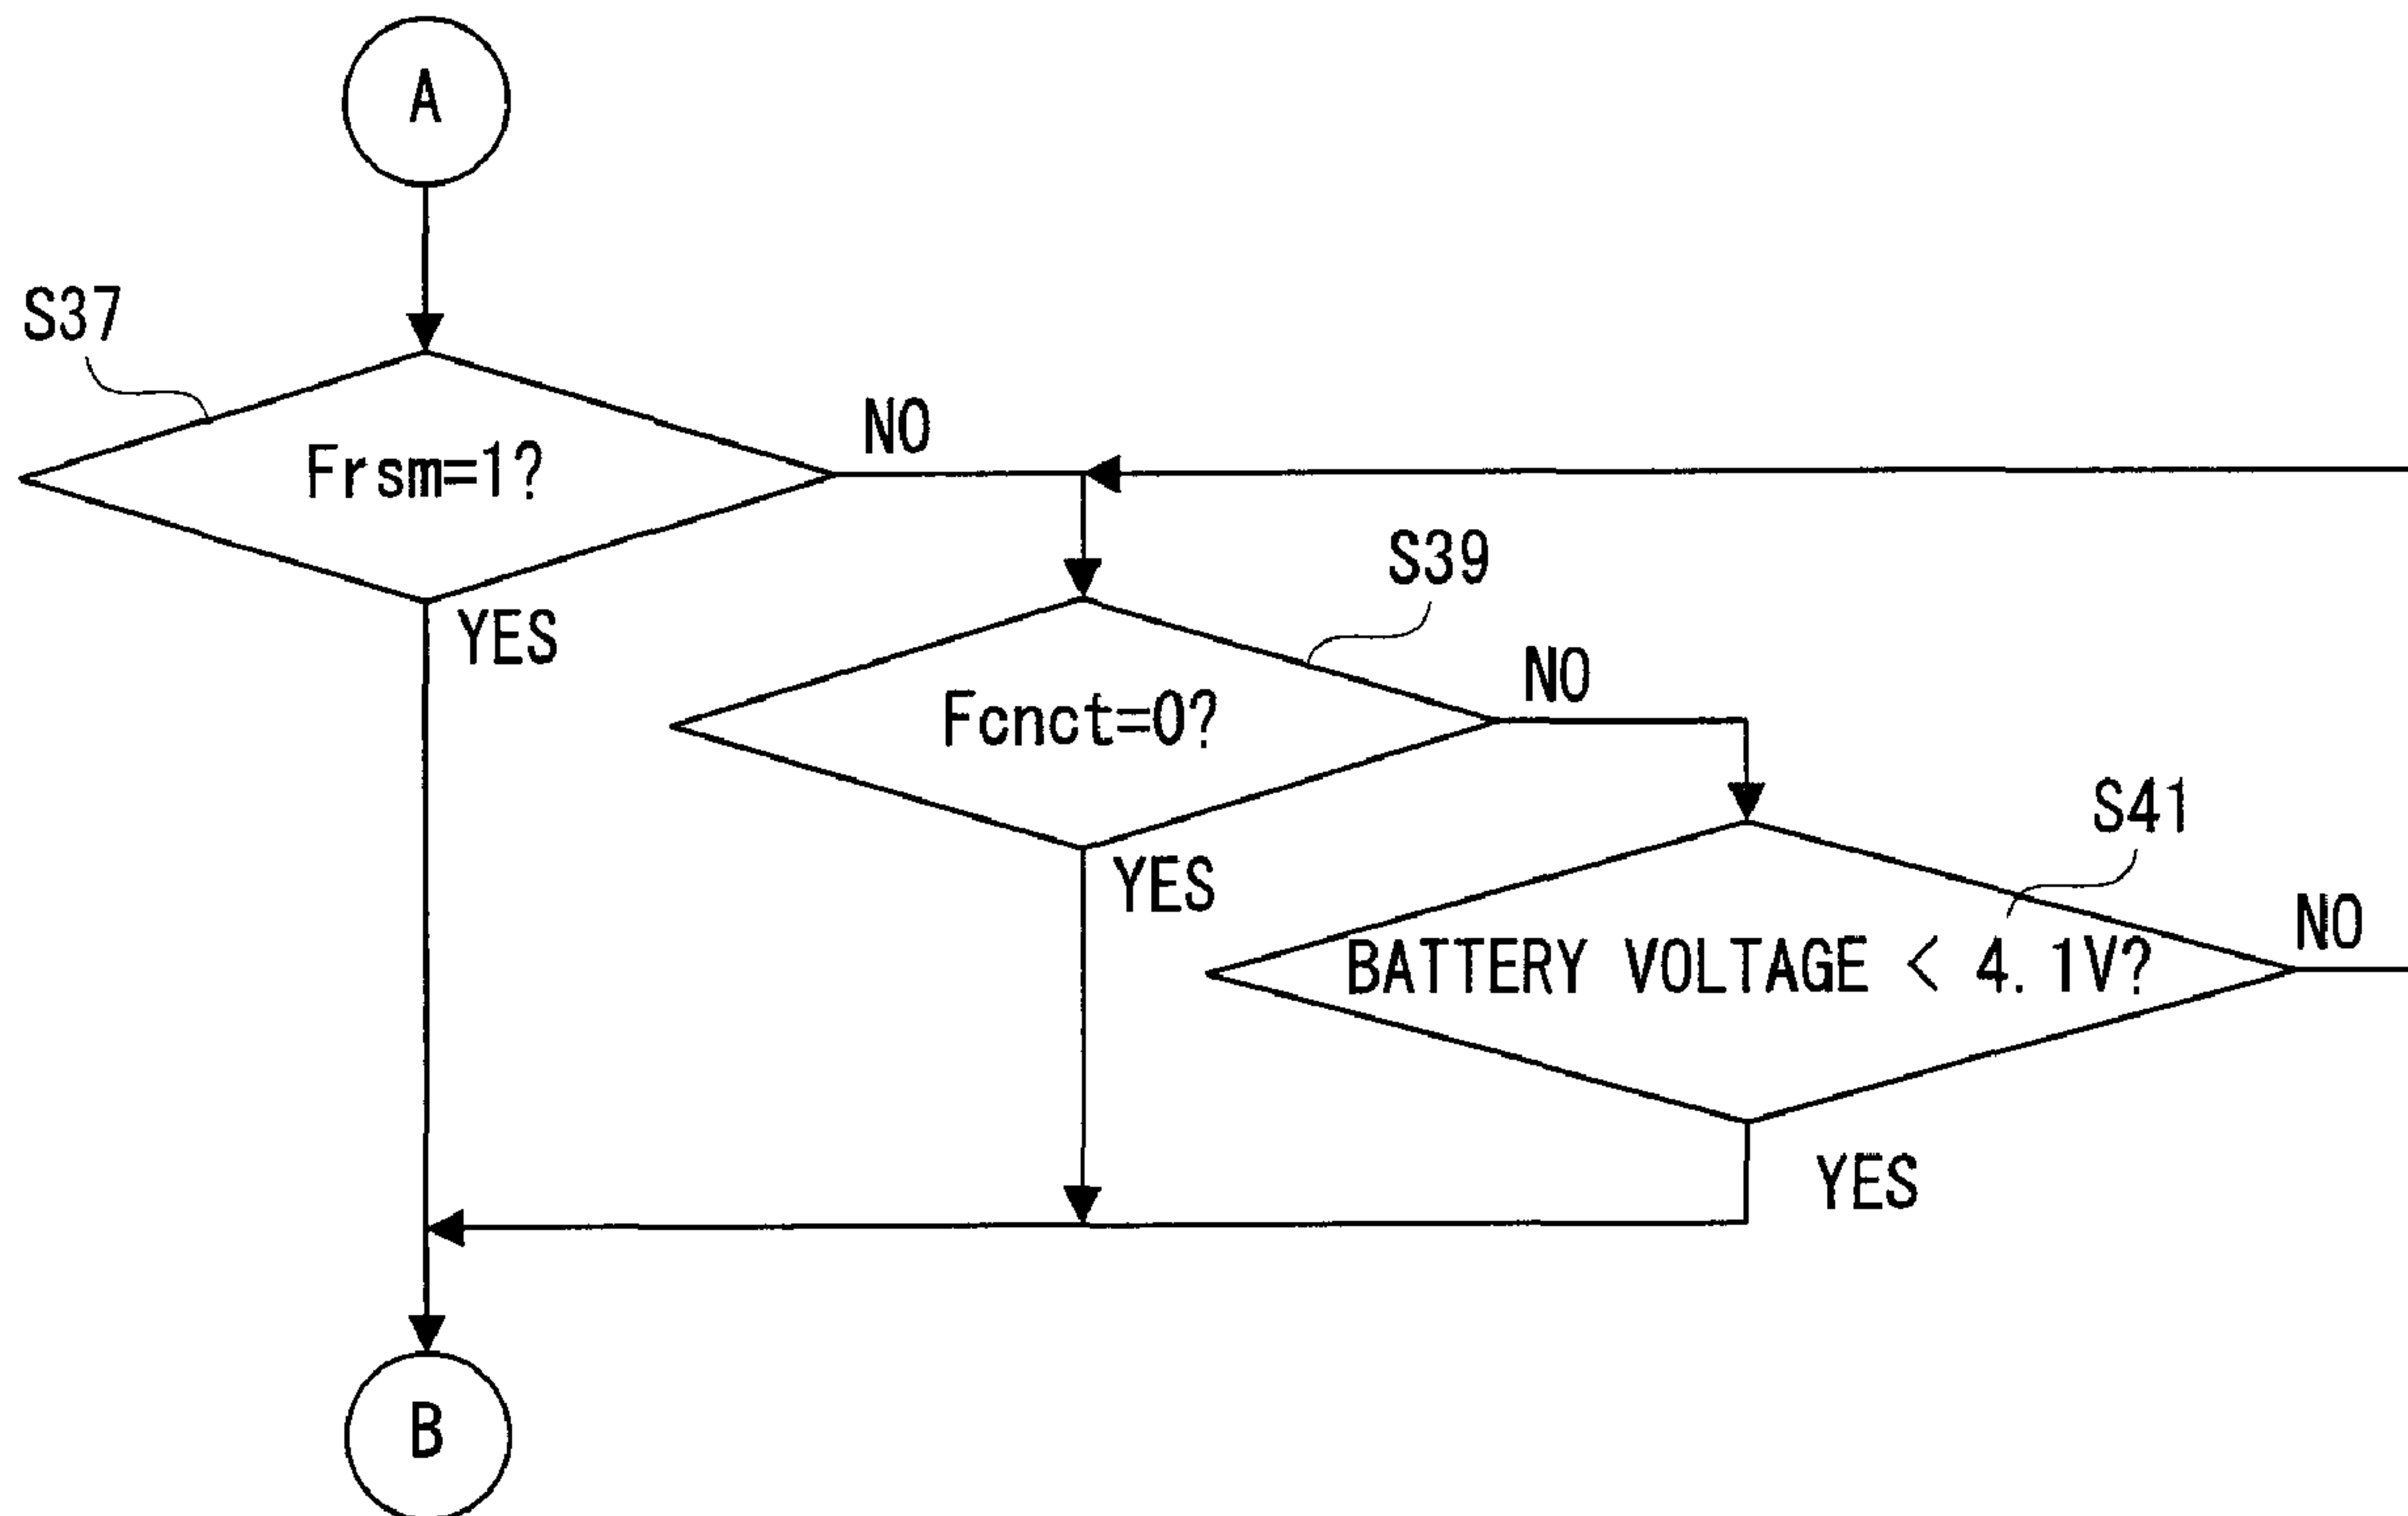 A
S37
NO
Frsm=1?
YES
S39
NO
Fcnct=0?
YES
S41
NO
BATTERY VOLTAGE < 4.1V?
YES
B